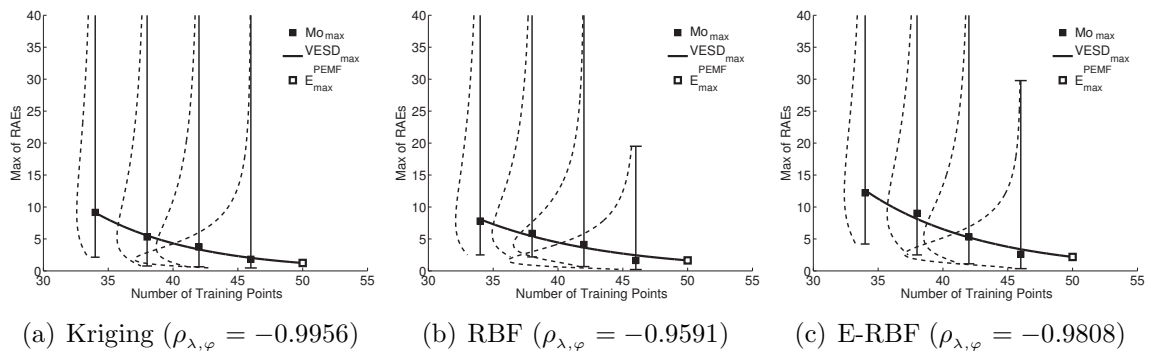 40
35
30
25
20
15
10
5
0
Max of RAEs
30 35 40 45 50 55
Number of Training Points
Mo max
VESD max
E PEMF max
(a) Kriging (ρλ,φ = −0.9956)
40
35
30
25
20
15
10
5
0
Max of RAEs
30 35 40 45 50 55
Number of Training Points
Mo max
VESD max
E PEMF max
(b) RBF (ρλ,φ = −0.9591)
40
35
30
25
20
15
10
5
0
Max of RAEs
30 35 40 45 50 55
Number of Training Points
Mo max
VESD max
E PEMF max
(c) E-RBF (ρλ,φ = −0.9808)